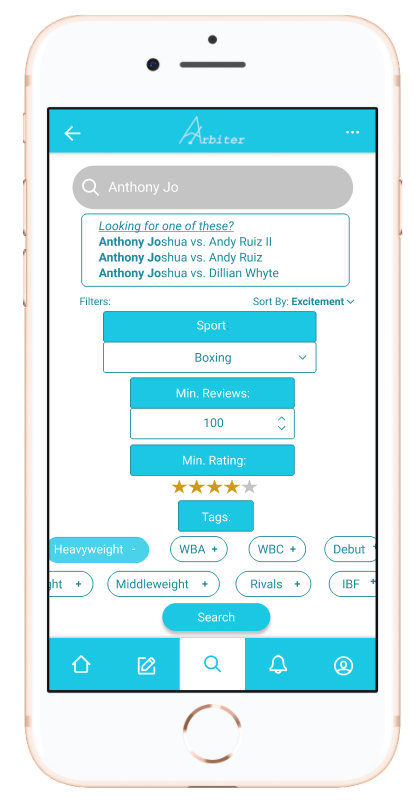 Arbiter
Anthony Jo
Looking for one of these?
Anthony Joshua vs. Andy Ruiz II
Anthony Joshua vs. Andy Ruiz
Anthony Joshua vs. Dillian Whyte
Filters: Sort By: Excitement
Sport
Boxing
Min. Reviews:
100
Min. Rating:
Tags:
Heavyweight - WBA + WBC + Debut +
ght + Middleweight + Rivals + IBF +
Search